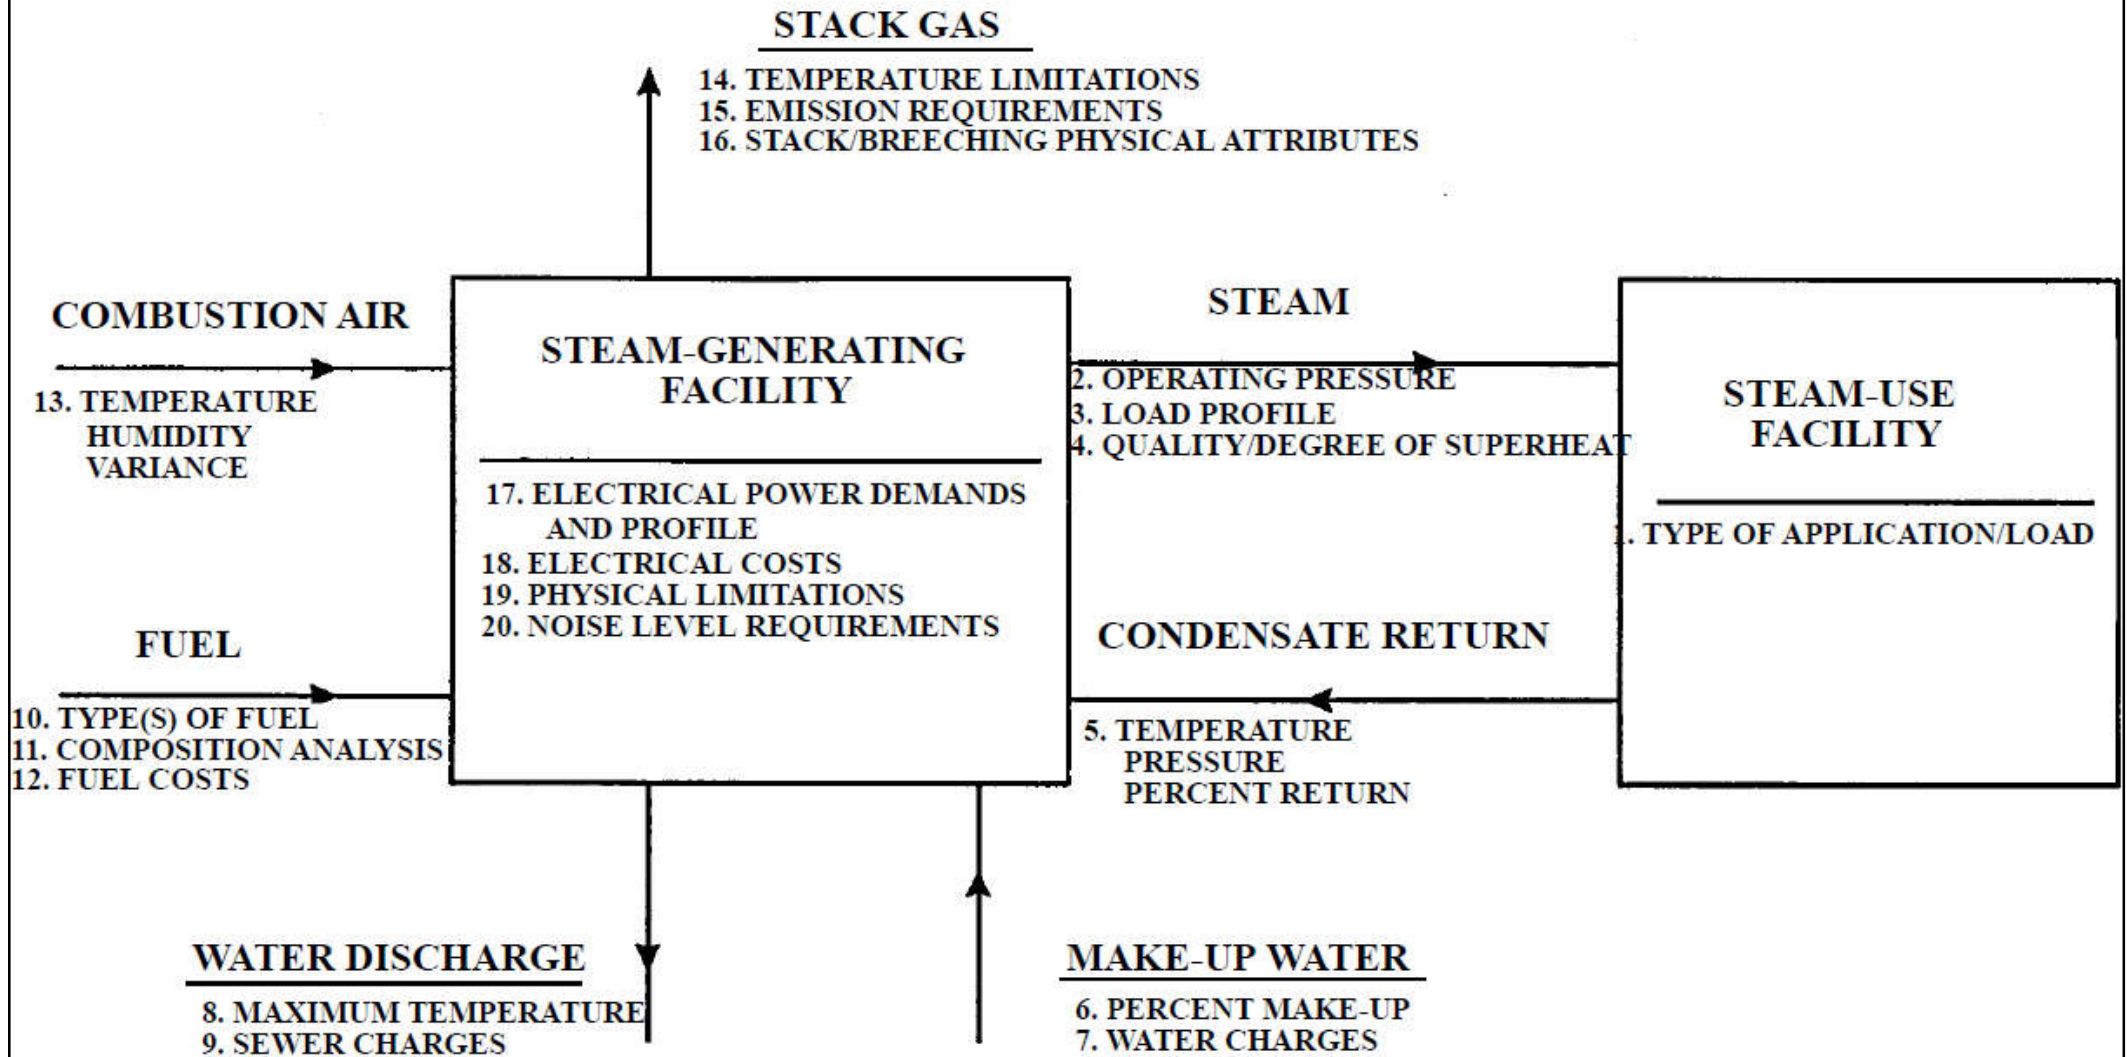 STACK GAS
14. TEMPERATURE LIMITATIONS
15. EMISSION REQUIREMENTS
16. STACK/BREECHING PHYSICAL ATTRIBUTES
COMBUSTION AIR
13. TEMPERATURE
HUMIDITY
VARIANCE
FUEL
10. TYPE(S) OF FUEL
11. COMPOSITION ANALYSIS
12. FUEL COSTS
STEAM-GENERATING
FACILITY
17. ELECTRICAL POWER DEMANDS
AND PROFILE
18. ELECTRICAL COSTS
19. PHYSICAL LIMITATIONS
20. NOISE LEVEL REQUIREMENTS
STEAM
2. OPERATING PRESSURE
3. LOAD PROFILE
4. QUALITY/DEGREE OF SUPERHEAT
CONDENSATE RETURN
5. TEMPERATURE
PRESSURE
PERCENT RETURN
STEAM-USE
FACILITY
1. TYPE OF APPLICATION/LOAD
WATER DISCHARGE
8. MAXIMUM TEMPERATURE
9. SEWER CHARGES
MAKE-UP WATER
6. PERCENT MAKE-UP
7. WATER CHARGES